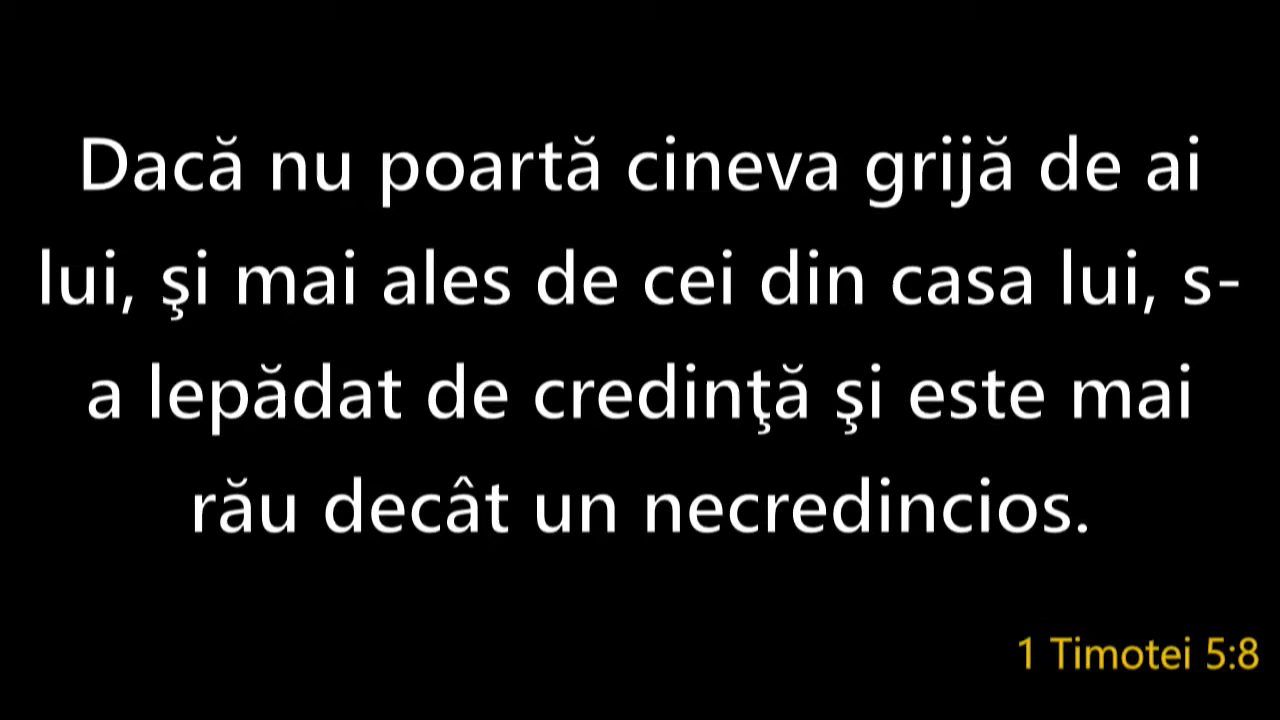 Dacă nu poartă cineva grijă de ai
lui, şi mai ales de cei din casa lui, s-
a lepădat de credinţă şi este mai
rău decât un necredincios.
1 Timotei 5:8